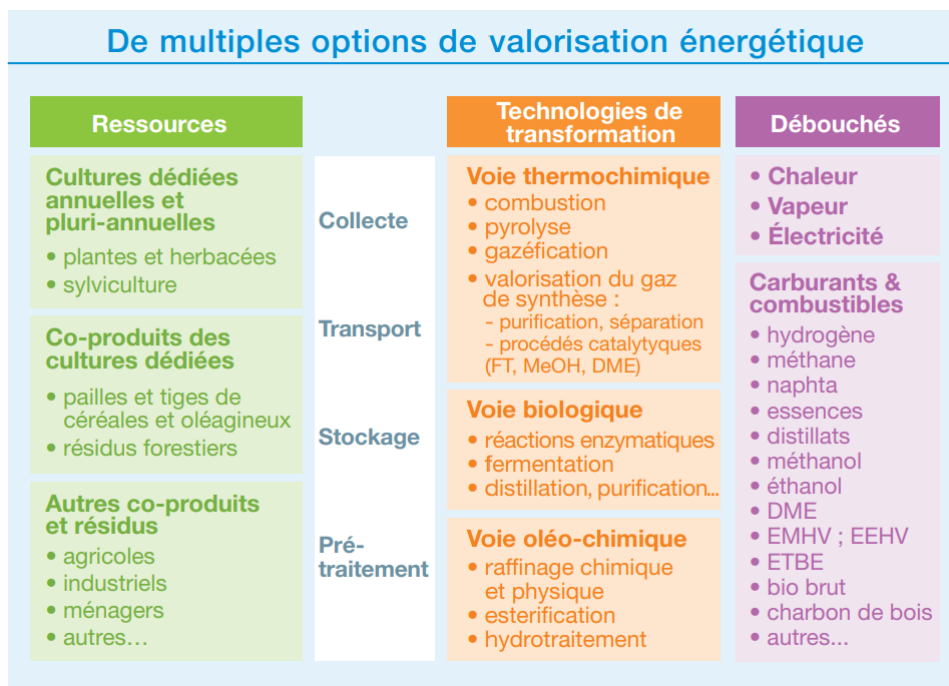 De multiples options de valorisation énergétique
Ressources
Cultures dédiées
annuelles et
pluri-annuelles
• plantes et herbacées
• sylviculture
Co-produits des
cultures dédiées
• pailles et tiges de
céréales et oléagineux
• résidus forestiers
Autres co-produits
et résidus
• agricoles
• industriels
• ménagers
• autres...
Collecte
Transport
Stockage
Pré-
traitement
Technologies de
transformation
Voie thermochimique
• combustion
• pyrolyse
• gazéfication
• valorisation du gaz
de synthèse :
- purification, séparation
- procédés catalytyques
(FT, MeOH, DME)
Voie biologique
• réactions enzymatiques
• fermentation
• distillation, purification...
Voie oléo-chimique
• raffinage chimique
et physique
• esterification
• hydrotraitement
Débouchés
• Chaleur
• Vapeur
• Électricité
Carburants &
combustibles
• hydrogène
• méthane
• naphta
• essences
• distillats
• méthanol
• éthanol
• DME
• EMHV ; EEHV
• ETBE
• bio brut
• charbon de bois
• autres...